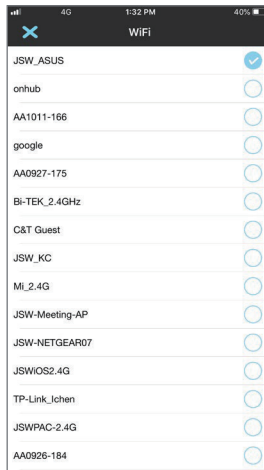 4G 1:32 PM 40%
WiFi
JSW_ASUS
onhub
AA1011-166
google
AA0927-175
Bi-TEK_2.4GHz
C&T Guest
JSW_KC
Mi_2.4G
JSW-Meeting-AP
JSW-NETGEAR07
JSWiOS2.4G
TP-Link_Ichen
JSWPAC-2.4G
AA0926-184